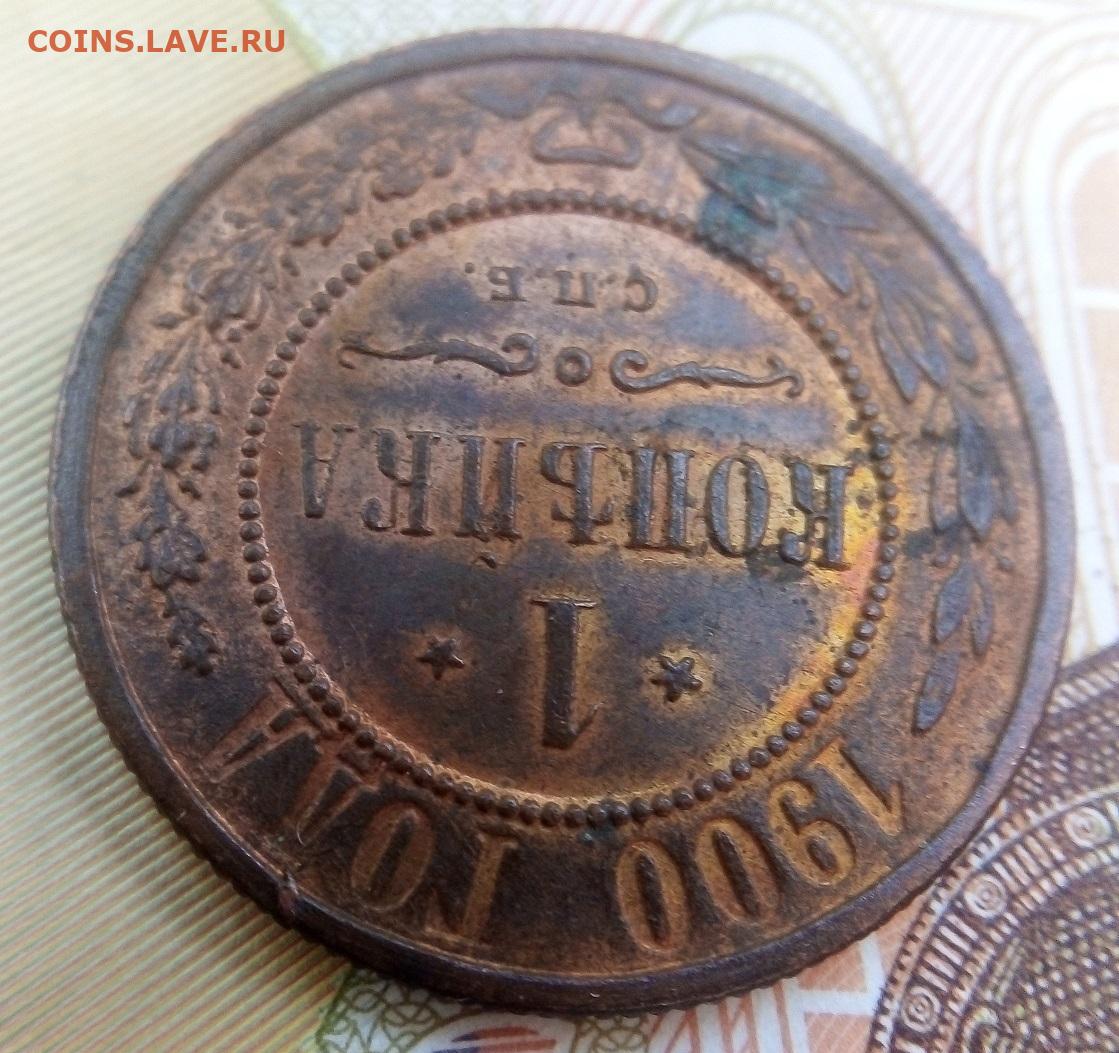 COINS.LAVE.RU
1900 ГОДА
1
КОПѢЙКА
С.П.Б.